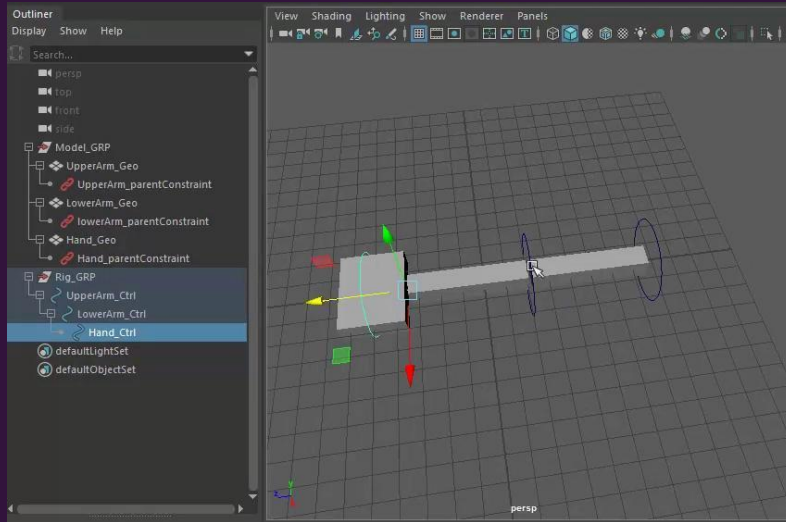 Outliner
Display Show Help
Search...
persp
top
front
side
Model_GRP
UpperArm_Geo
UpperArm_parentConstraint
LowerArm_Geo
lowerArm_parentConstraint
Hand_Geo
Hand_parentConstraint
Rig_GRP
UpperArm_Ctrl
LowerArm_Ctrl
Hand_Ctrl
defaultLightSet
defaultObjectSet
View Shading Lighting Show Renderer Panels
y
z
x
persp